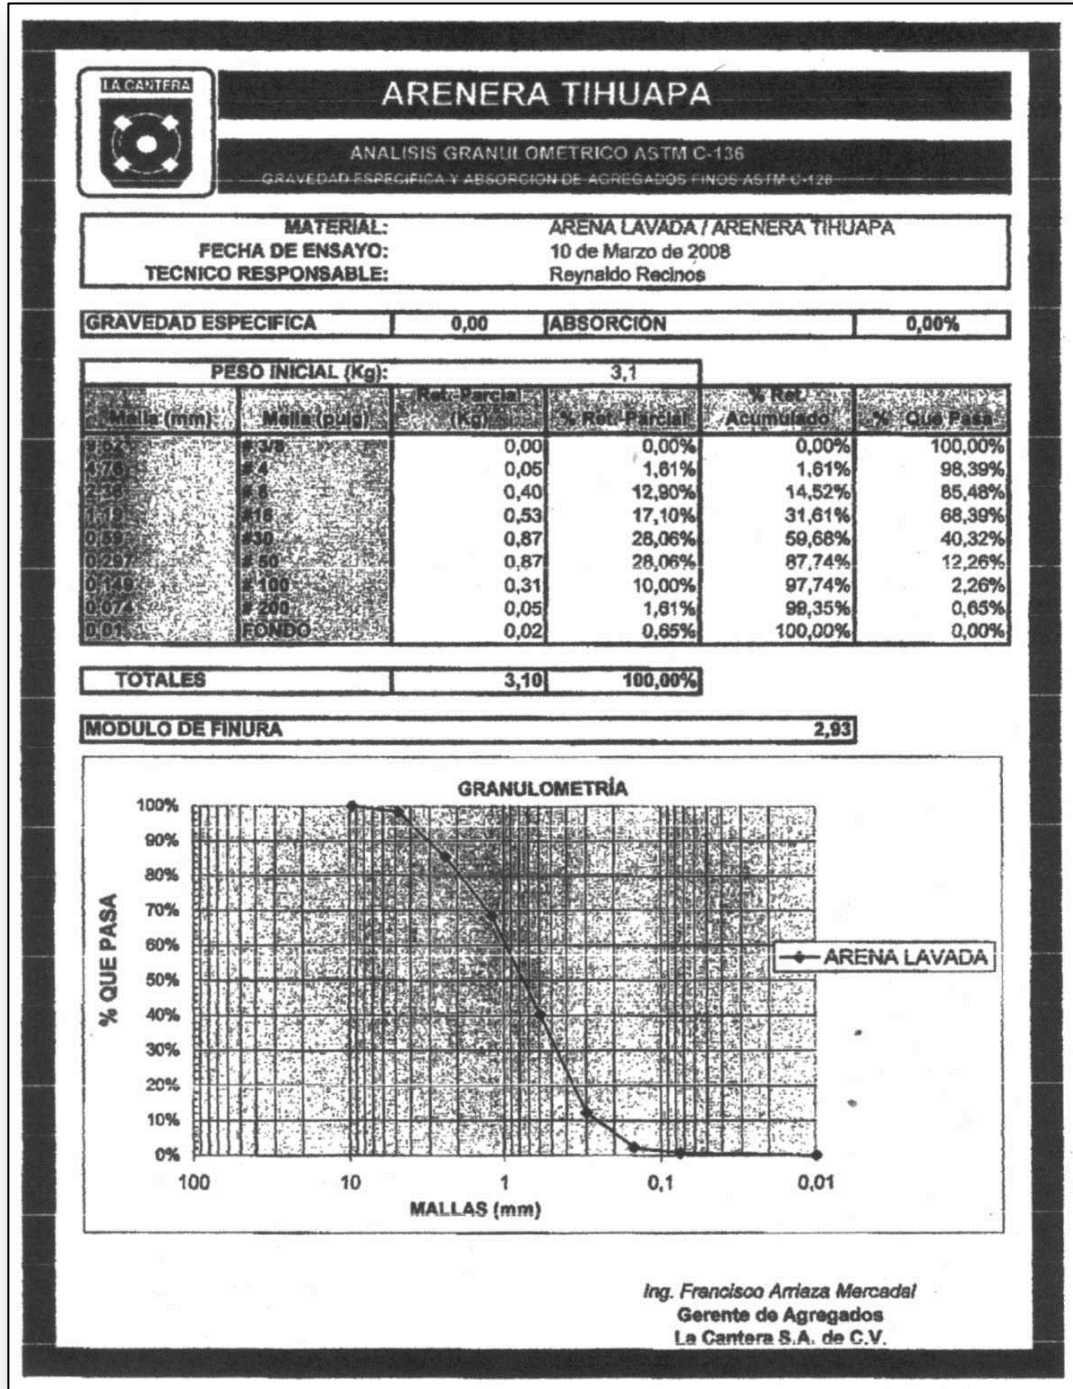 LA CANTERA
ARENERA TIHUAPA
ANALISIS GRANULOMETRICO ASTM C-136
GRAVEDAD ESPECIFICA Y ABSORCION DE AGREGADOS FINOS ASTM C-128
MATERIAL: ARENA LAVADA / ARENERA TIHUAPA
FECHA DE ENSAYO: 10 de Marzo de 2008
TECNICO RESPONSABLE: Reynaldo Recinos
GRAVEDAD ESPECIFICA 0,00 ABSORCIÓN 0,00%
PESO INICIAL (Kg): 3,1
Malla (mm) Malla (pulg) Ret. Parcial (Kg) % Ret. Parcial % Ret. Acumulado % Que Pasa
9,52 # 3/8 0,00 0,00% 0,00% 100,00%
4,76 # 4 0,05 1,61% 1,61% 98,39%
2,38 # 8 0,40 12,90% 14,52% 85,48%
1,19 #16 0,53 17,10% 31,61% 68,39%
0,59 #30 0,87 28,06% 59,68% 40,32%
0,297 # 50 0,87 28,06% 87,74% 12,26%
0,149 # 100 0,31 10,00% 97,74% 2,26%
0,074 # 200 0,05 1,61% 99,35% 0,65%
0,01 FONDO 0,02 0,65% 100,00% 0,00%
TOTALES 3,10 100,00%
MODULO DE FINURA 2,93
GRANULOMETRÍA
100%
90%
80%
70%
60%
50%
40%
30%
20%
10%
0%
% QUE PASA
ARENA LAVADA
100 10 1 0,1 0,01
MALLAS (mm)
Ing. Francisco Arriaza Mercadal
Gerente de Agregados
La Cantera S.A. de C.V.